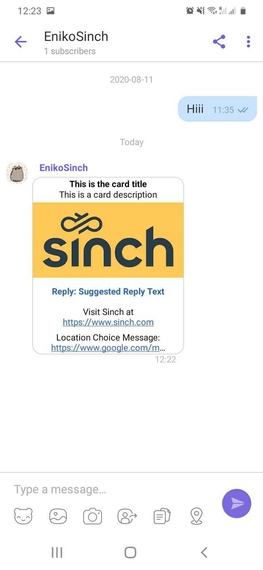 12:23
EnikoSinch
1 subscribers
2020-08-11
Hiii 11:35
Today
EnikoSinch
This is the card title
This is a card description
sinch
Reply: Suggested Reply Text
Visit Sinch at
https://www.sinch.com
Location Choice Message:
https://www.google.com/m...
12:22
Type a message...